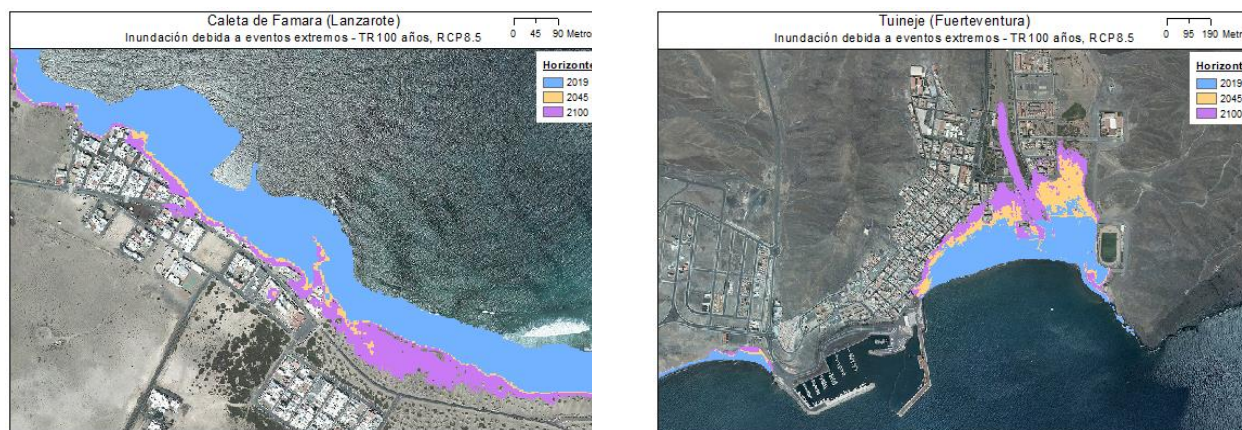 Caleta de Famara (Lanzarote)
Inundación debida a eventos extremos - TR100 años, RCP8.5
0 45 90 Metro
Horizonte
2019
2045
2100
Tuineje (Fuerteventura)
Inundación debida a eventos extremos - TR100 años, RCP8.5
0 95 190 Met
Horizont
2019
2045
2100